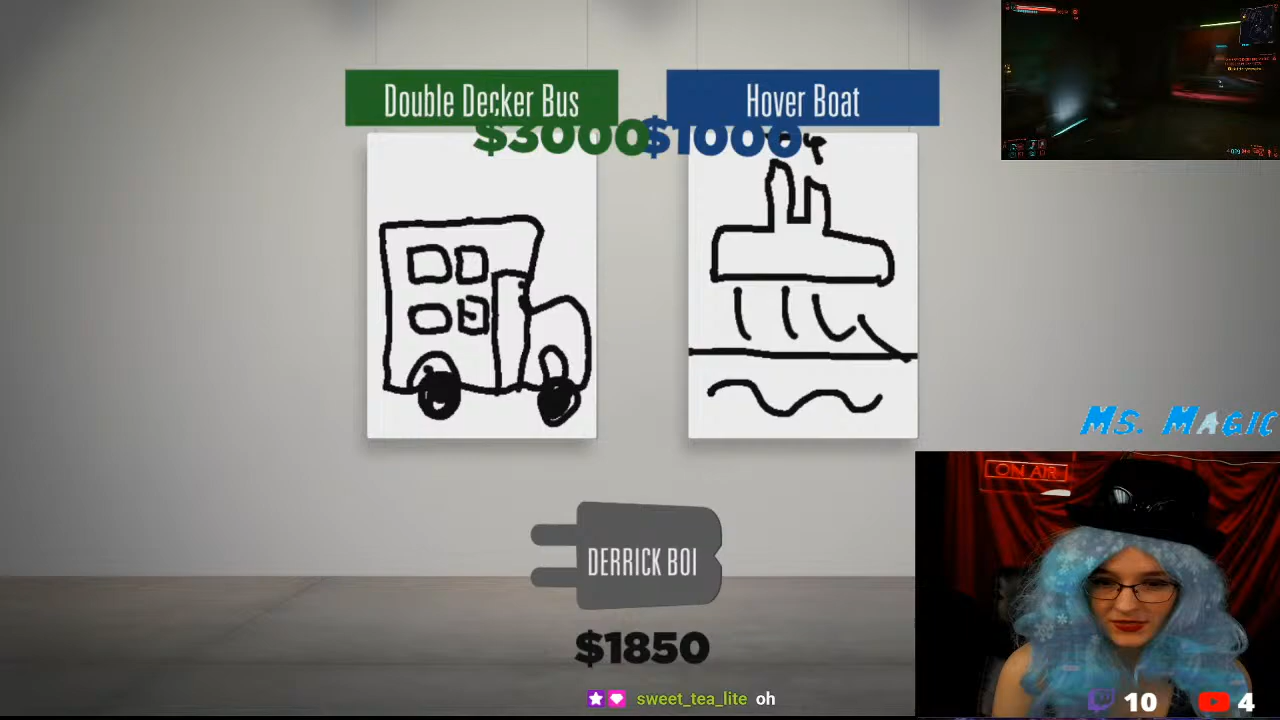 Double Decker Bus
Hover Boat
$3000
$1000
Ms. Magic
ON AIR
DERRICK BOI
$1850
sweet_tea_lite oh
10
4